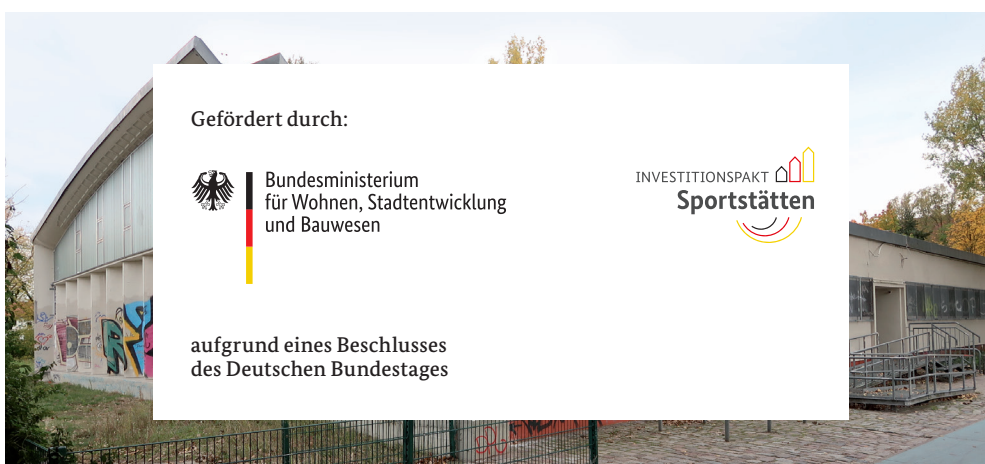 Gefördert durch:
Bundesministerium
für Wohnen, Stadtentwicklung
und Bauwesen
INVESTITIONSPAKT
Sportstätten
aufgrund eines Beschlusses
des Deutschen Bundestages